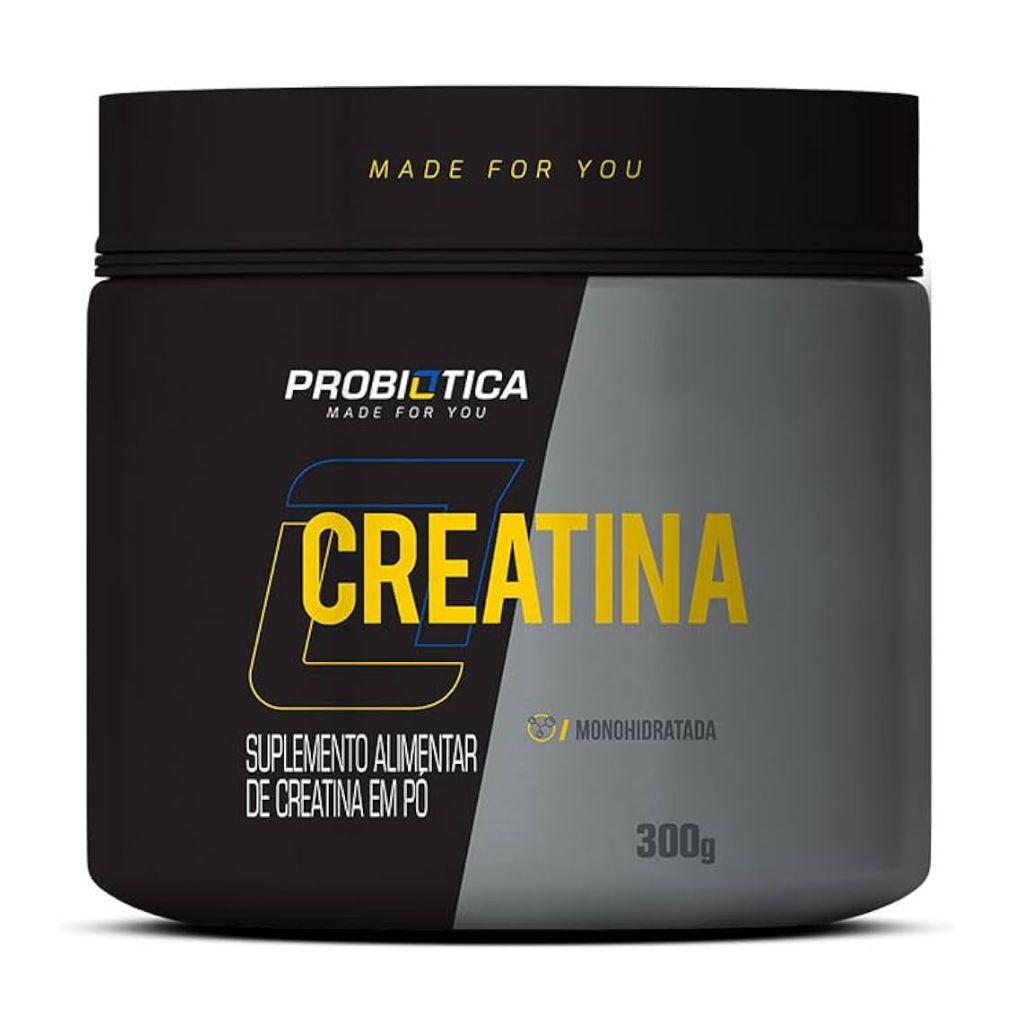 MADE FOR YOU
PROBIOTICA
MADE FOR YOU
CREATINA
MONOHIDRATADA
SUPLEMENTO ALIMENTAR
DE CREATINA EM PÓ
300g